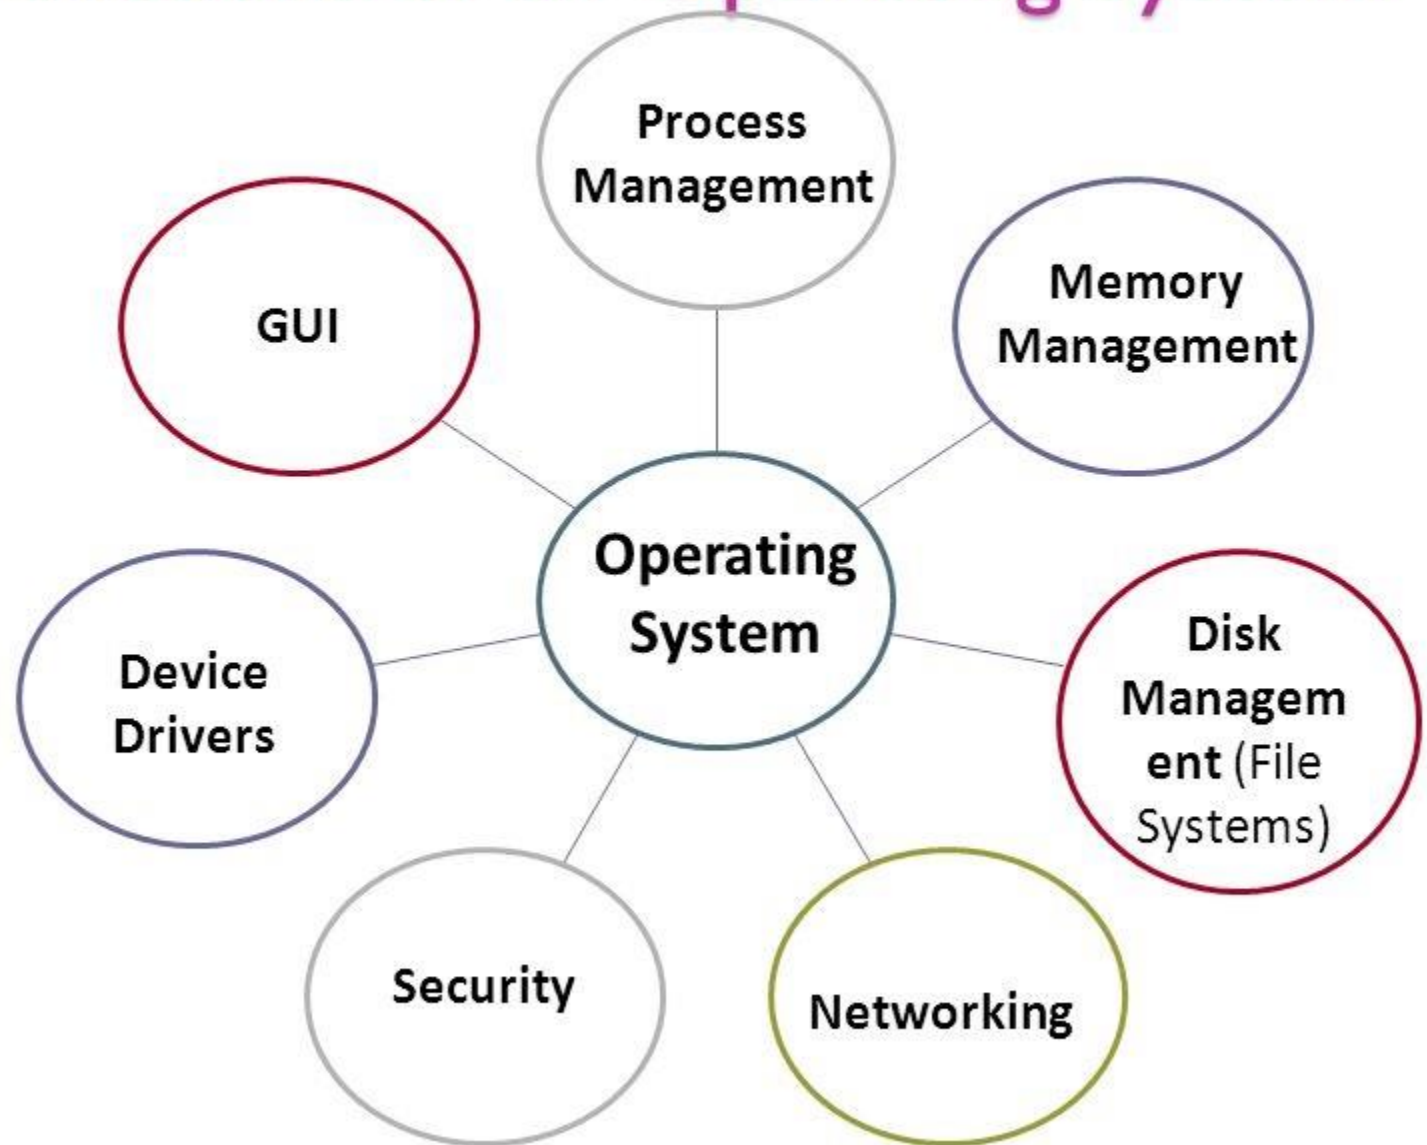 Process
Management
GUI
Memory
Management
Operating
System
Device
Drivers
Disk
Managem
ent (File
Systems)
Security
Networking